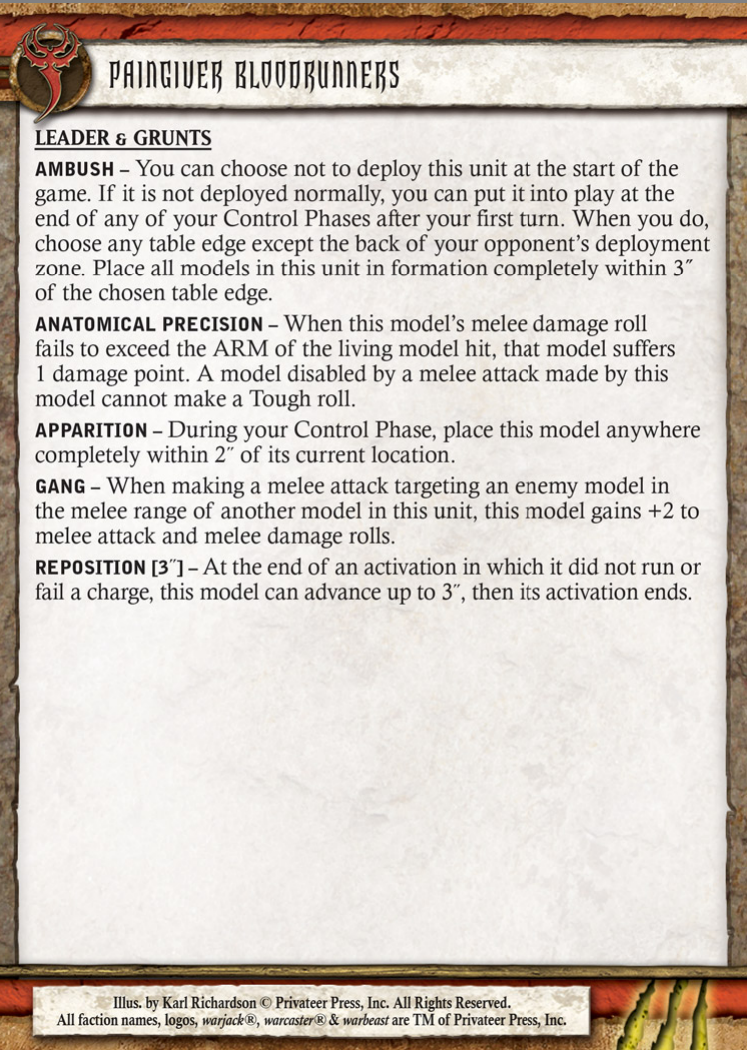 PAINGIVER BLOODRUNNERS
LEADER & GRUNTS
AMBUSH – You can choose not to deploy this unit at the start of the
game. If it is not deployed normally, you can put it into play at the
end of any of your Control Phases after your first turn. When you do,
choose any table edge except the back of your opponent’s deployment
zone. Place all models in this unit in formation completely within 3˝
of the chosen table edge.
ANATOMICAL PRECISION – When this model’s melee damage roll
fails to exceed the ARM of the living model hit, that model suffers
1 damage point. A model disabled by a melee attack made by this
model cannot make a Tough roll.
APPARITION – During your Control Phase, place this model anywhere
completely within 2˝ of its current location.
GANG – When making a melee attack targeting an enemy model in
the melee range of another model in this unit, this model gains +2 to
melee attack and melee damage rolls.
REPOSITION [3˝] – At the end of an activation in which it did not run or
fail a charge, this model can advance up to 3˝, then its activation ends.
Illus. by Karl Richardson © Privateer Press, Inc. All Rights Reserved.
All faction names, logos, warjack®, warcaster® & warbeast are TM of Privateer Press, Inc.